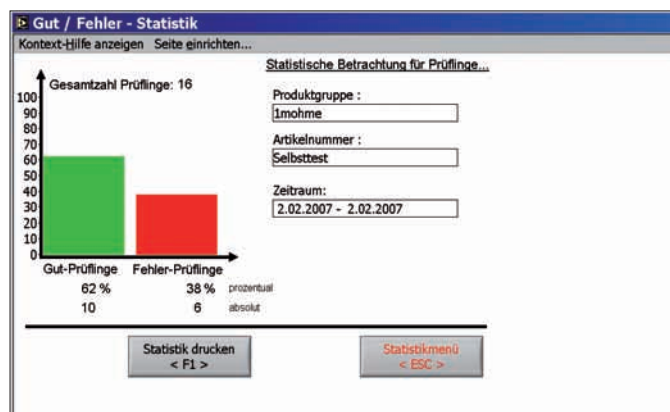 Gut / Fehler - Statistik
Kontext-Hilfe anzeigen Seite einrichten...
Statistische Betrachtung für Prüflinge...
Gesamtzahl Prüflinge: 16
100
90
80
70
60
50
40
30
20
10
0
Gut-Prüflinge Fehler-Prüflinge
62 % 38 % prozentual
10 6 absolut
Produktgruppe :
1mohme
Artikelnummer :
Selbsttest
Zeitraum:
2.02.2007 - 2.02.2007
Statistik drucken
< F1 >
Statistikmenü
< ESC >